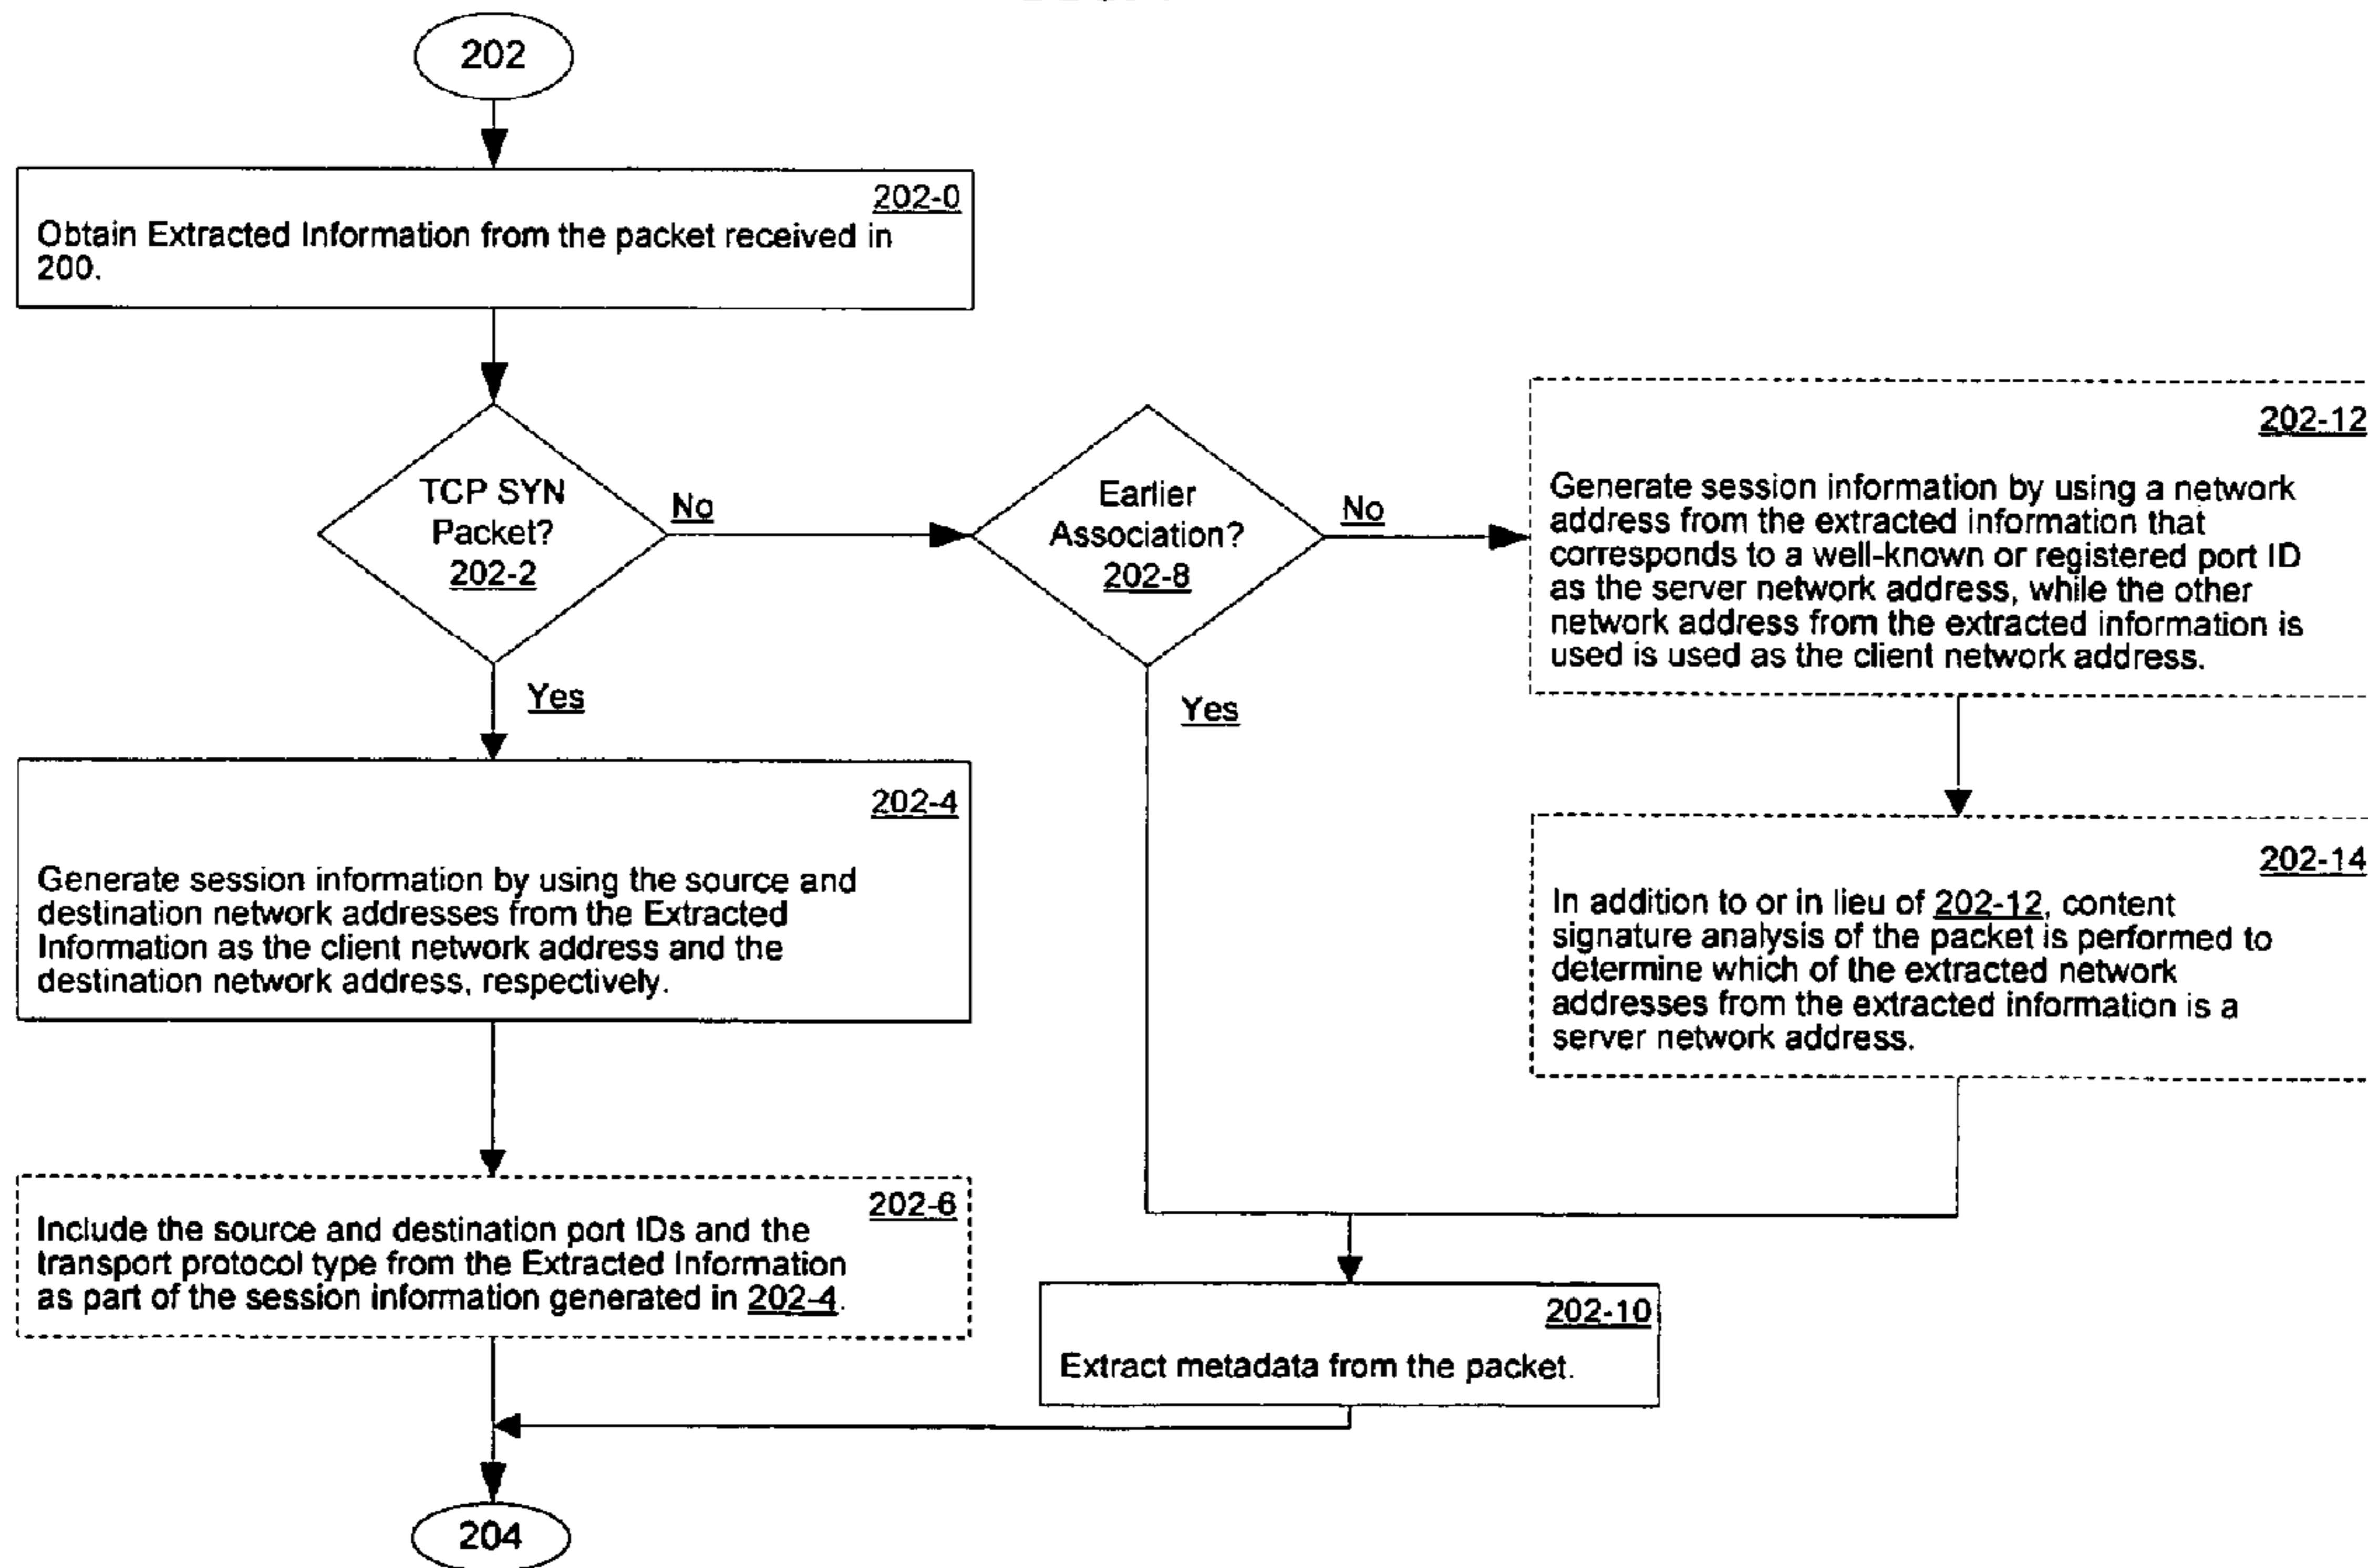 202
202-0
Obtain Extracted Information from the packet received in
200.
TCP SYN
Packet?
202-2
No
Yes
Earlier
Association?
202-8
No
Yes
202-12
Generate session information by using a network
address from the extracted information that
corresponds to a well-known or registered port ID
as the server network address, while the other
network address from the extracted information is
used is used as the client network address.
202-4
Generate session information by using the source and
destination network addresses from the Extracted
Information as the client network address and the
destination network address, respectively.
202-14
In addition to or in lieu of 202-12, content
signature analysis of the packet is performed to
determine which of the extracted network
addresses from the extracted information is a
server network address.
202-6
Include the source and destination port IDs and the
transport protocol type from the Extracted Information
as part of the session information generated in 202-4.
202-10
Extract metadata from the packet.
204